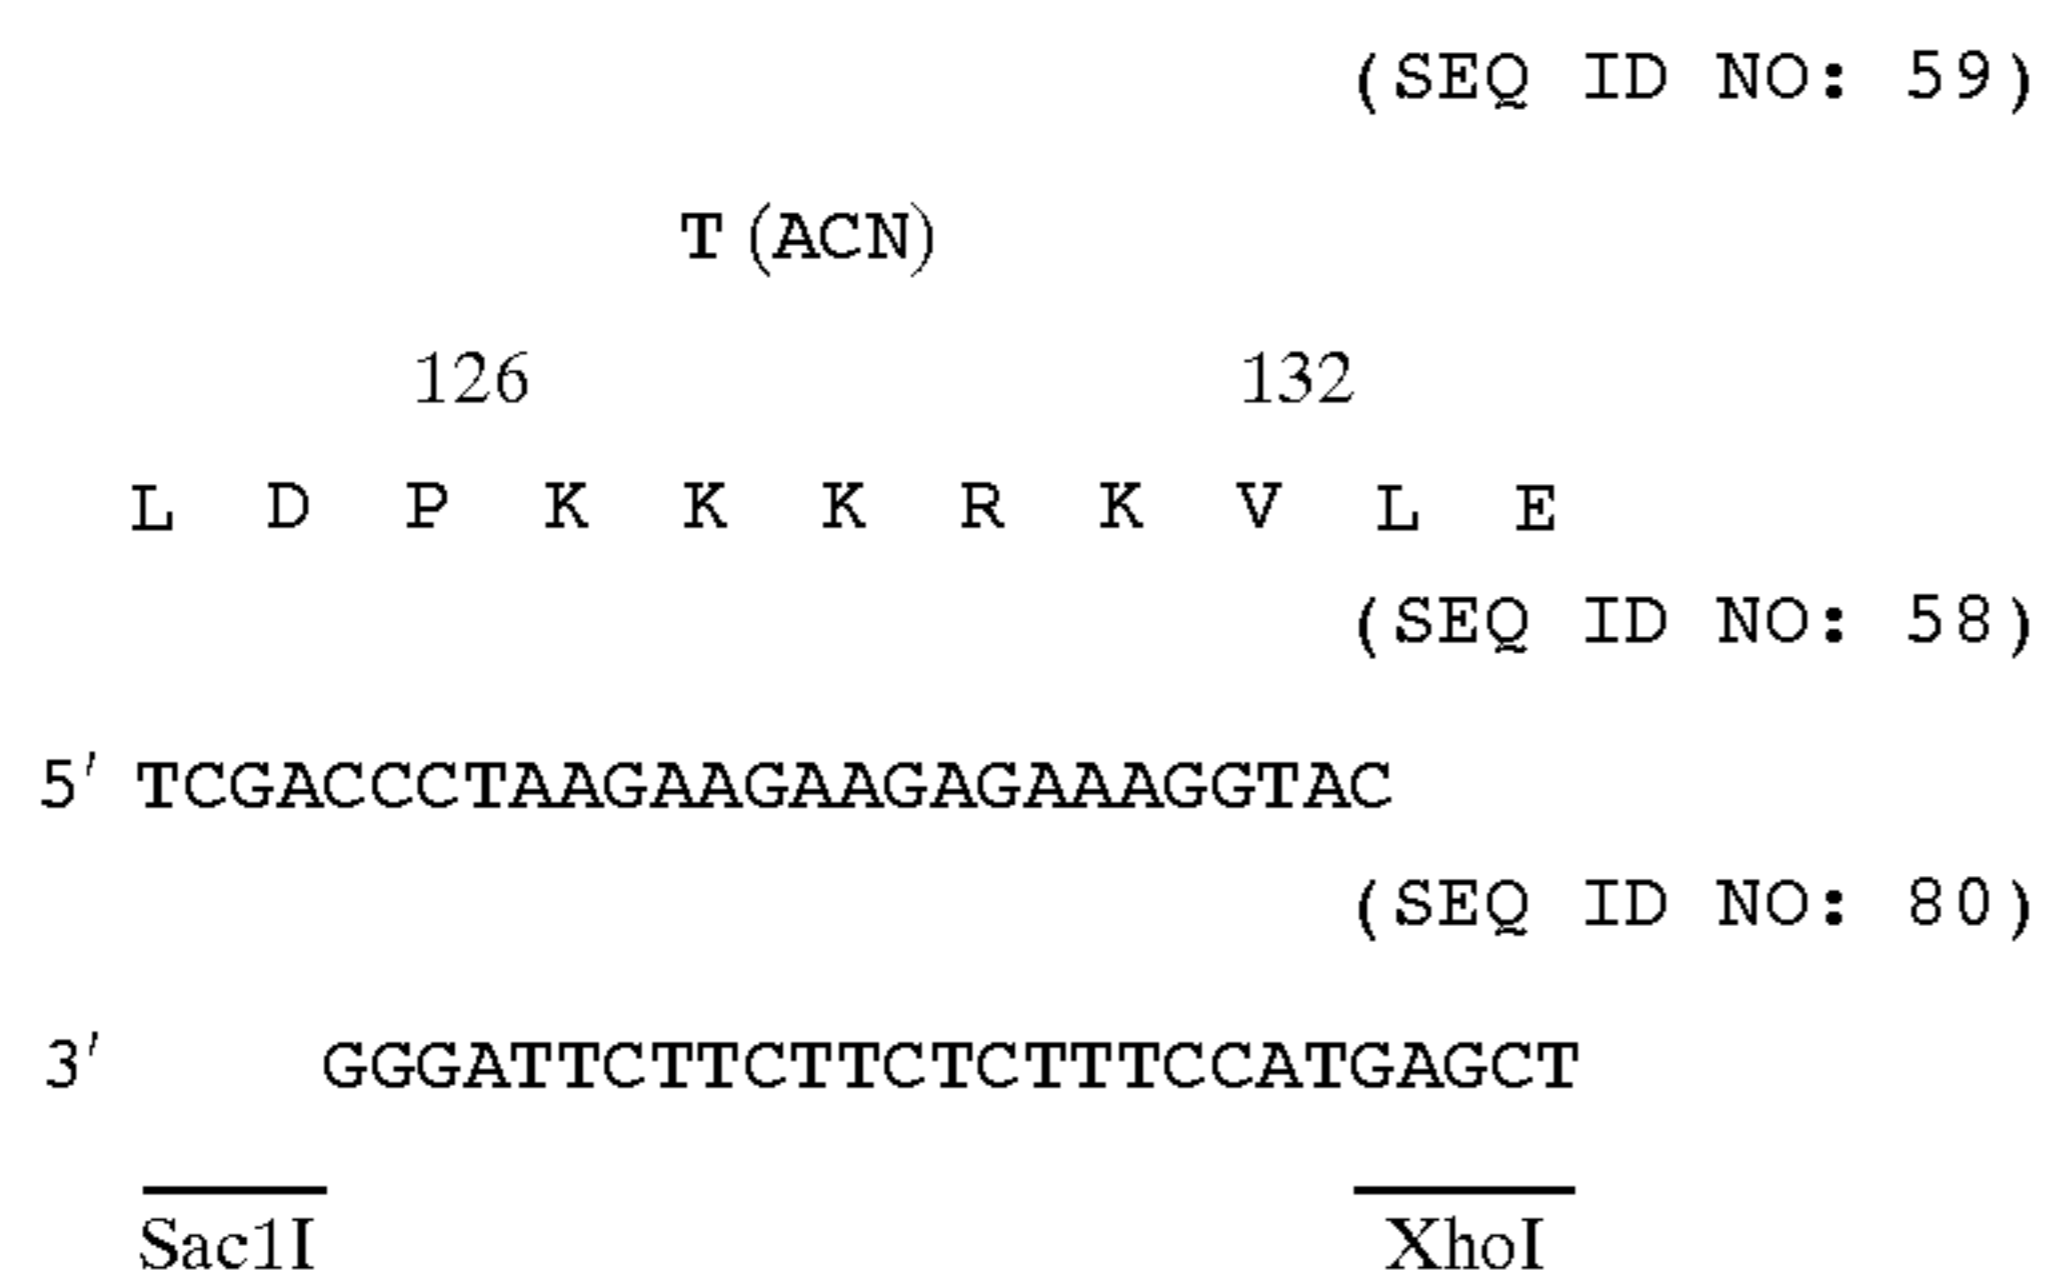 (SEQ ID NO: 59)
T (ACN)
126 132
L D P K K K R K V L E
(SEQ ID NO: 58)
5′ TCGACCCTAAGAAGAAGAGAAAGGTAC
(SEQ ID NO: 80)
3′ GGGATTCTTCTTCTCTTTCCATGAGCT
Sac1I XhoI